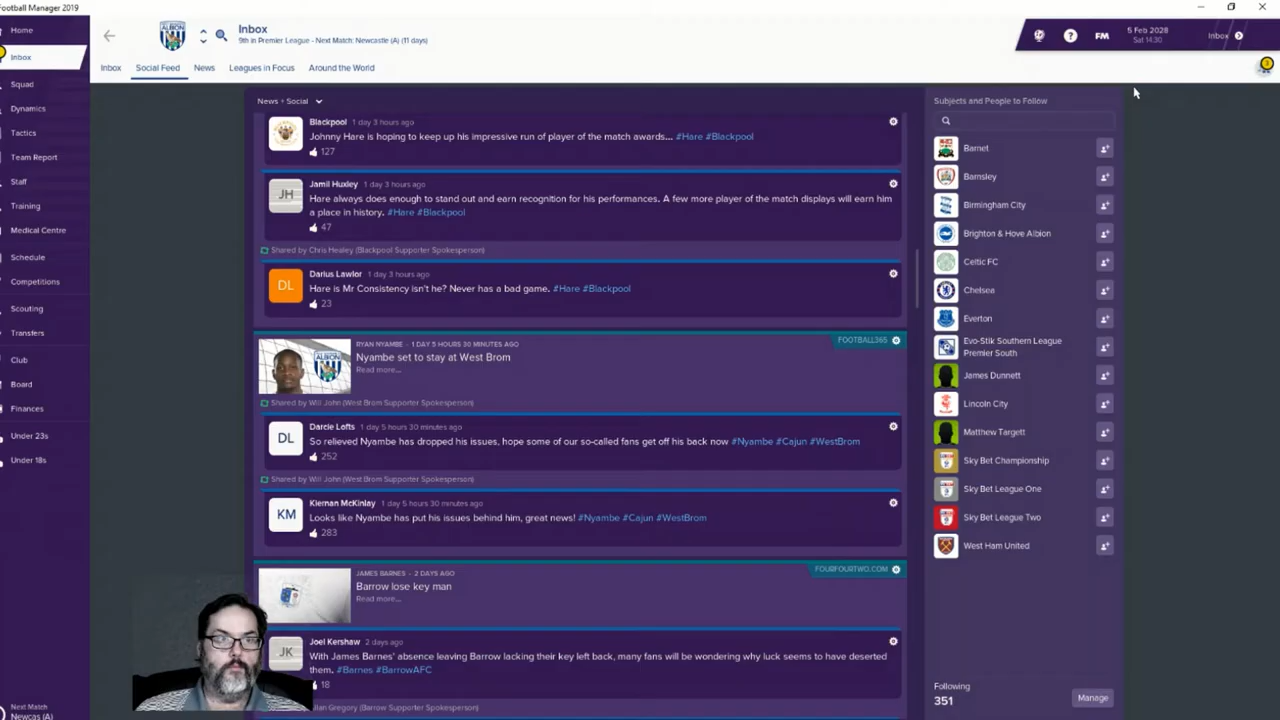 Football Manager 2019
Home
Inbox
Squad
Dynamics
Tactics
Team Report
Staff
Training
Medical Centre
Schedule
Competitions
Scouting
Transfers
Club
Board
Finances
Under 23s
Under 18s
Next Match
Newcas (A)
ALBION
Inbox
9th in Premier League - Next Match: Newcastle (A) (11 days)
FM
5 Feb 2028
Sat 14:30
Inbox
Inbox Social Feed News Leagues in Focus Around the World
News + Social
Blackpool 1 day 3 hours ago
Johnny Hare is hoping to keep up his impressive run of player of the match awards... #Hare #Blackpool
127
JH
Jamil Huxley 1 day 3 hours ago
Hare always does enough to stand out and earn recognition for his performances. A few more player of the match displays will earn him
a place in history. #Hare #Blackpool
47
Shared by Chris Healey (Blackpool Supporter Spokesperson)
DL
Darius Lawlor 1 day 3 hours ago
Hare is Mr Consistency isn't he? Never has a bad game. #Hare #Blackpool
23
RYAN NYAMBE - 1 DAY 5 HOURS 30 MINUTES AGO
FOOTBALL365
Nyambe set to stay at West Brom
Read more...
Shared by Will John (West Brom Supporter Spokesperson)
DL
Darcie Lofts 1 day 5 hours 30 minutes ago
So relieved Nyambe has dropped his issues, hope some of our so-called fans get off his back now #Nyambe #Cajun #WestBrom
252
Shared by Will John (West Brom Supporter Spokesperson)
KM
Kiernan McKinlay 1 day 5 hours 30 minutes ago
Looks like Nyambe has put his issues behind him, great news! #Nyambe #Cajun #WestBrom
283
JAMES BARNES - 2 DAYS AGO
FOURFOURTWO.COM
Barrow lose key man
Read more...
JK
Joel Kershaw 2 days ago
With James Barnes' absence leaving Barrow lacking their key left back, many fans will be wondering why luck seems to have deserted
them. #Barnes #BarrowAFC
18
Gregory (Barrow Supporter Spokesperson)
Subjects and People to Follow
Barnet
Barnsley
Birmingham City
Brighton & Hove Albion
Celtic FC
Chelsea
Everton
Evo-Stik Southern League
Premier South
James Dunnett
Lincoln City
Matthew Targett
Sky Bet Championship
Sky Bet League One
Sky Bet League Two
West Ham United
Following
351
Manage